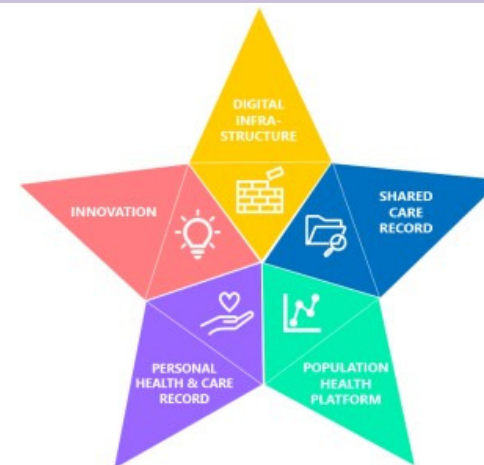 DIGITAL
INFRA-
STRUCTURE
INNOVATION
SHARED
CARE
RECORD
PERSONAL
HEALTH & CARE
RECORD
POPULATION
HEALTH
PLATFORM